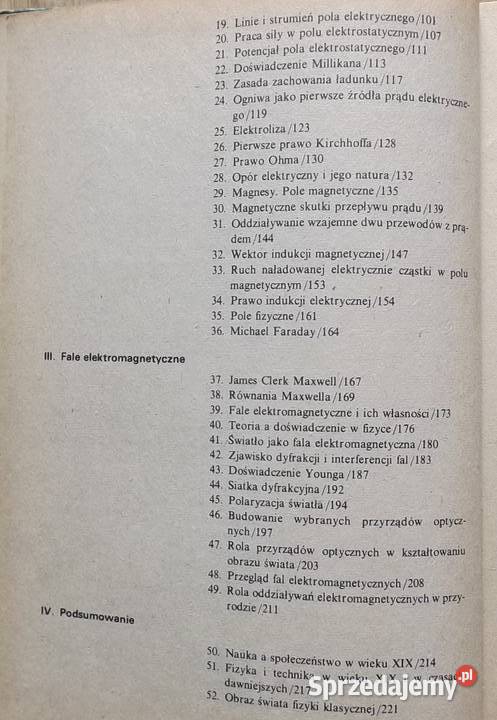 19. Linie i strumień pola elektrycznego/101
20. Praca siły w polu elektrostatycznym/107
21. Potencjał pola elektrostatycznego/111
22. Doświadczenie Millikana/113
23. Zasada zachowania ładunku/117
24. Ogniwa jako pierwsze źródła prądu elektryczne-
go/119
25. Elektroliza/123
26. Pierwsze prawo Kirchhoffa/128
27. Prawo Ohma/130
28. Opór elektryczny i jego natura/132
29. Magnesy. Pole magnetyczne/135
30. Magnetyczne skutki przepływu prądu/139
31. Oddziaływanie wzajemne dwu przewodów z prą-
dem/144
32. Wektor indukcji magnetycznej/147
33. Ruch naładowanej elektrycznie cząstki w polu
magnetycznym/153
34. Prawo indukcji elektrycznej/154
35. Pole fizyczne/161
36. Michael Faraday/164
III. Fale elektromagnetyczne
37. James Clerk Maxwell/167
38. Równania Maxwella/169
39. Fale elektromagnetyczne i ich własności/173
40. Teoria a doświadczenie w fizyce/176
41. Światło jako fala elektromagnetyczna/180
42. Zjawisko dyfrakcji i interferencji fal/183
43. Doświadczenie Younga/187
44. Siatka dyfrakcyjna/192
45. Polaryzacja światła/194
46. Budowanie wybranych przyrządów optycz-
nych/197
47. Rola przyrządów optycznych w kształtowaniu
obrazu świata/203
48. Przegląd fal elektromagnetycznych/208
49. Rola oddziaływań elektromagnetycznych w przy-
rodzie/211
IV. Podsumowanie
50. Nauka a społeczeństwo w wieku XIX/214
51. Fizyka i technika w wieku XIX w czasach
dawniejszych/217
52. Obraz świata fizyki klasycznej/221
Sprzedajemy.pl